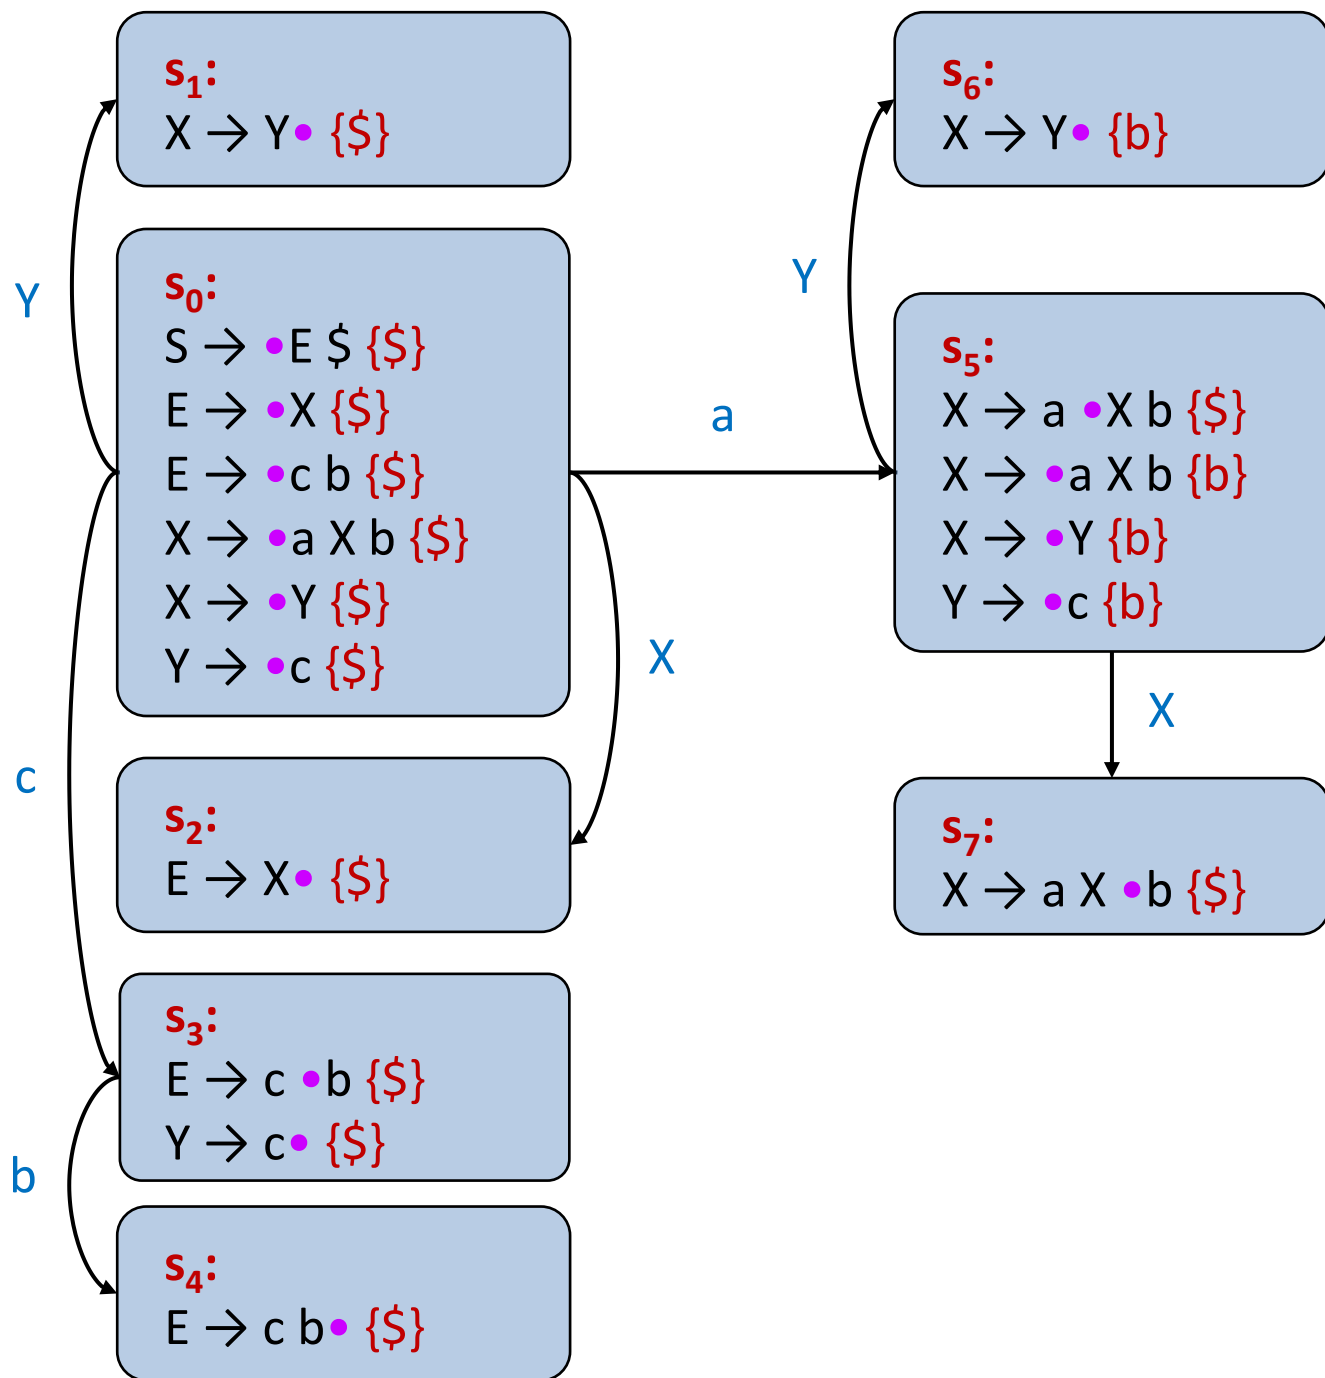 s₁:
X → Y• {$}
Y
s₀:
S → •E $ {$}
E → •X {$}
E → •c b {$}
X → •a X b {$}
X → •Y {$}
Y → •c {$}
a
X
c
s₂:
E → X• {$}
s₃:
E → c •b {$}
Y → c• {$}
b
s₄:
E → c b• {$}
s₆:
X → Y• {b}
Y
s₅:
X → a •X b {$}
X → •a X b {b}
X → •Y {b}
Y → •c {b}
X
s₇:
X → a X •b {$}